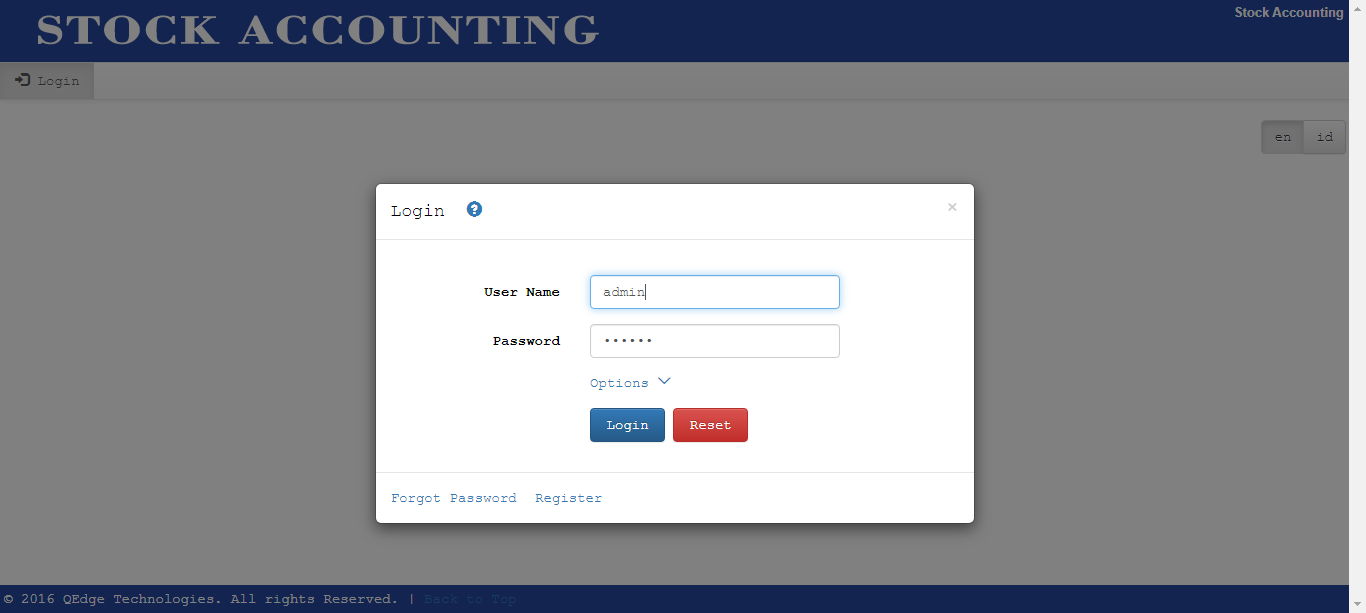 STOCK ACCOUNTING
Stock Accounting
Login
en id
Login
×
User Name admin
Password ••••••
Options
Login Reset
Forgot Password Register
© 2016 QEdge Technologies. All rights Reserved. | Back to Top